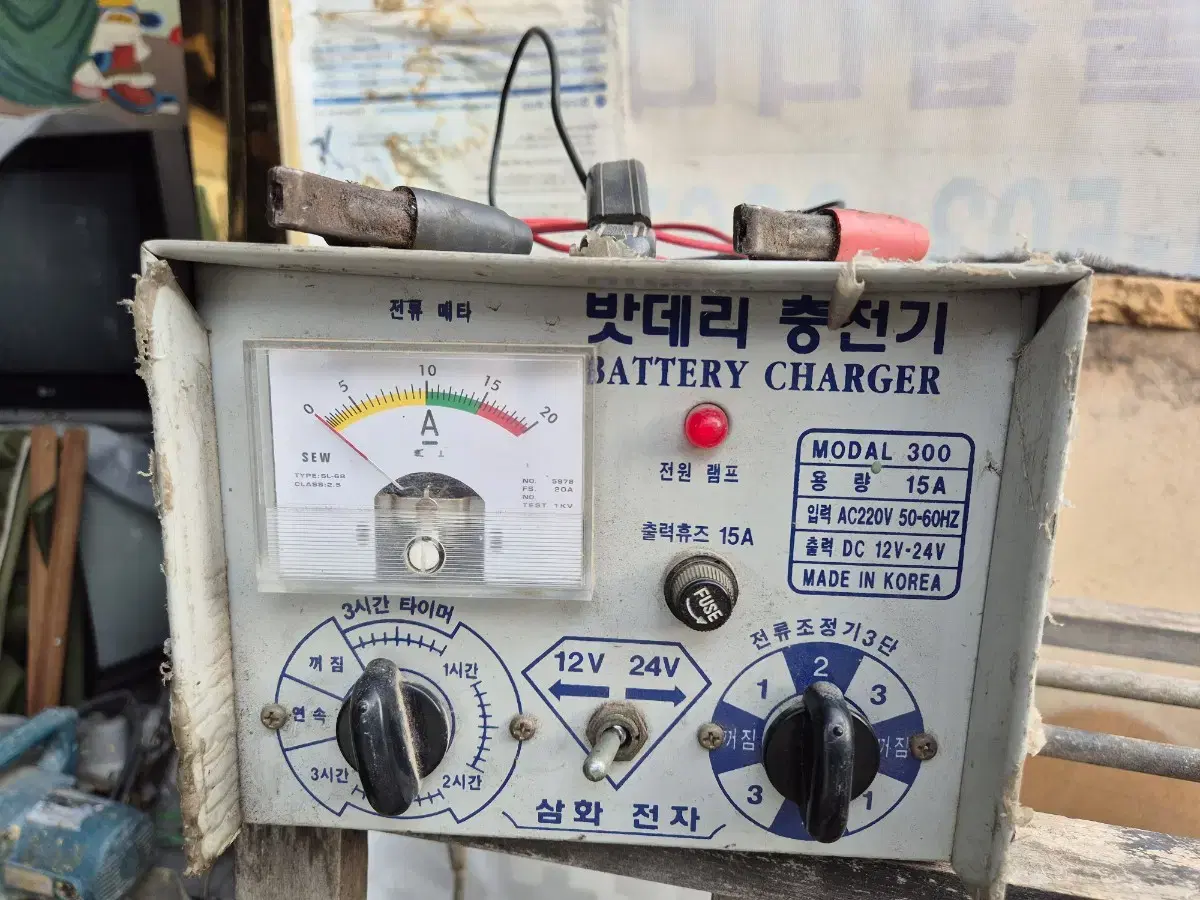 전류 메타
밧데리 충전기
BATTERY CHARGER
0 5 10 15 20
A
SEW
TYPE:SL-68
CLASS:2.5
NO. 5978
FS. 20A
NO.
TEST 1KV
전원 램프
출력휴즈 15A
FUSE
MODAL 300
용 량 15A
입력 AC220V 50-60HZ
출력 DC 12V-24V
MADE IN KOREA
3시간 타이머
꺼짐
연속
1시간
2시간
3시간
12V 24V
전류조정기3단
1 2 3
꺼짐 꺼짐
3 1
삼화 전자